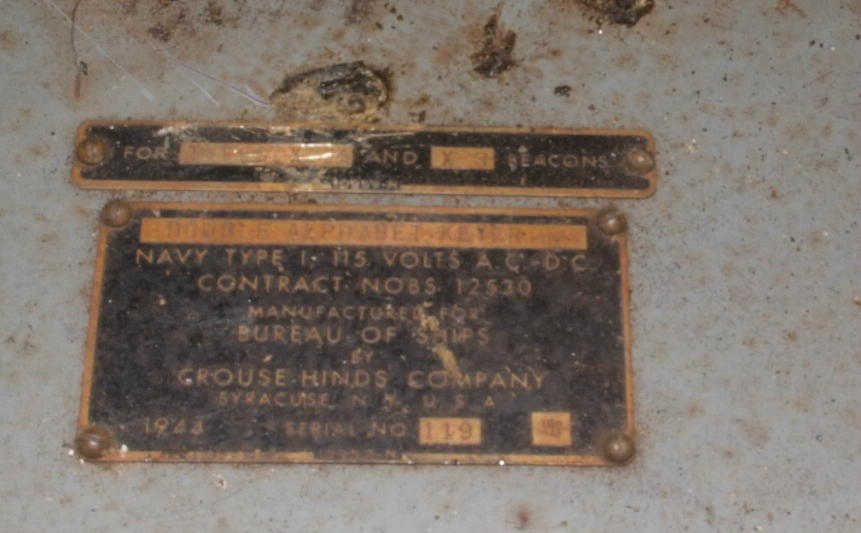 FOR AND X-3 BEACONS
DOUBLE ALPHABET KEYER
NAVY TYPE 1. 115 VOLTS A.C.-D.C.
CONTRACT NOBS 12530
MANUFACTURED FOR
BUREAU OF SHIPS
BY
CROUSE-HINDS COMPANY
SYRACUSE, N.Y., U.S.A.
SERIAL NO 119